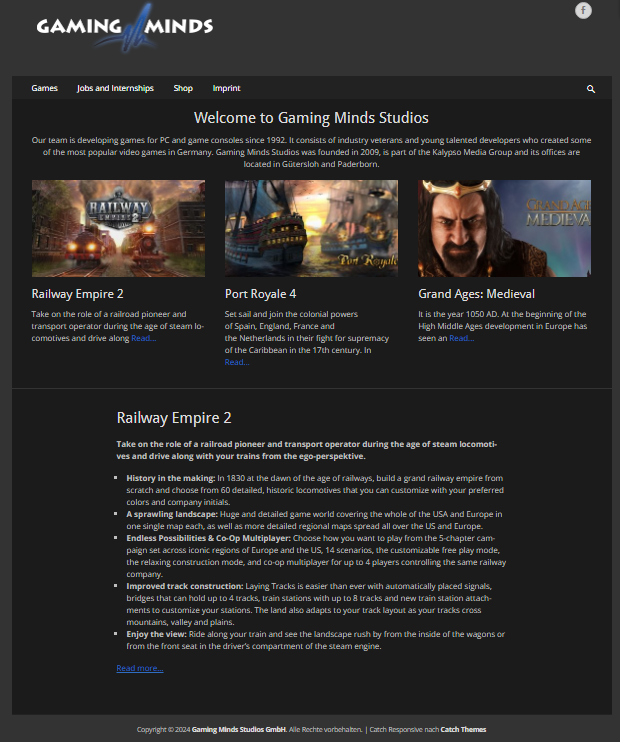 GAMING MINDS
f
Games Jobs and Internships Shop Imprint
Welcome to Gaming Minds Studios
Our team is developing games for PC and game consoles since 1992. It consists of industry veterans and young talented developers who created some
of the most popular video games in Germany. Gaming Minds Studios was founded in 2009, is part of the Kalypso Media Group and its offices are
located in Gütersloh and Paderborn.
RAILWAY
EMPIRE 2
Port Royale
GRAND AGE
MEDIEVA
Railway Empire 2
Take on the role of a railroad pioneer and
transport operator during the age of steam lo-
comotives and drive along Read...
Port Royale 4
Set sail and join the colonial powers
of Spain, England, France and
the Netherlands in their fight for supremacy
of the Caribbean in the 17th century. In
Read...
Grand Ages: Medieval
It is the year 1050 AD. At the beginning of the
High Middle Ages development in Europe has
seen an Read...
Railway Empire 2
Take on the role of a railroad pioneer and transport operator during the age of steam locomoti-
ves and drive along with your trains from the ego-perspektive.
History in the making: In 1830 at the dawn of the age of railways, build a grand railway empire from
scratch and choose from 60 detailed, historic locomotives that you can customize with your preferred
colors and company initials.
A sprawling landscape: Huge and detailed game world covering the whole of the USA and Europe in
one single map each, as well as more detailed regional maps spread all over the US and Europe.
Endless Possibilities & Co-Op Multiplayer: Choose how you want to play from the 5-chapter cam-
paign set across iconic regions of Europe and the US, 14 scenarios, the customizable free play mode,
the relaxing construction mode, and co-op multiplayer for up to 4 players controlling the same railway
company.
Improved track construction: Laying Tracks is easier than ever with automatically placed signals,
bridges that can hold up to 4 tracks, train stations with up to 8 tracks and new train station attach-
ments to customize your stations. The land also adapts to your track layout as your tracks cross
mountains, valley and plains.
Enjoy the view: Ride along your train and see the landscape rush by from the inside of the wagons or
from the front seat in the driver's compartment of the steam engine.
Read more...
Copyright © 2024 Gaming Minds Studios GmbH. Alle Rechte vorbehalten. | Catch Responsive nach Catch Themes